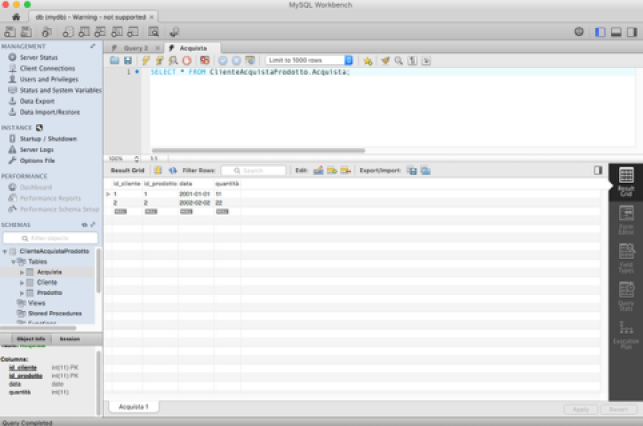 MySQL Workbench
db (mydb) - Warning - not supported
MANAGEMENT
Server Status
Client Connections
Users and Privileges
Status and System Variables
Data Export
Data Import/Restore
INSTANCE
Startup / Shutdown
Server Logs
Options File
PERFORMANCE
Dashboard
Performance Reports
Performance Schema Setup
SCHEMAS
Filter objects
ClienteAcquistaProdotto
Tables
Acquista
Cliente
Prodotto
Views
Stored Procedures
Functions
Object Info Session
Columns:
id_cliente int(11) PK
id_prodotto int(11) PK
data date
quantità int(11)
Query Completed
Query 2 Acquista
Limit to 1000 rows
1 SELECT * FROM ClienteAcquistaProdotto.Acquista;
100% 1:1
Result Grid Filter Rows: Search Edit: Export/Import:
id_cliente id_prodotto data quantità
1 1 2001-01-01 11
2 2 2002-02-02 22
NULL NULL NULL NULL
Result Grid
Form Editor
Field Types
Query Stats
Execution Plan
Acquista 1
Apply Revert